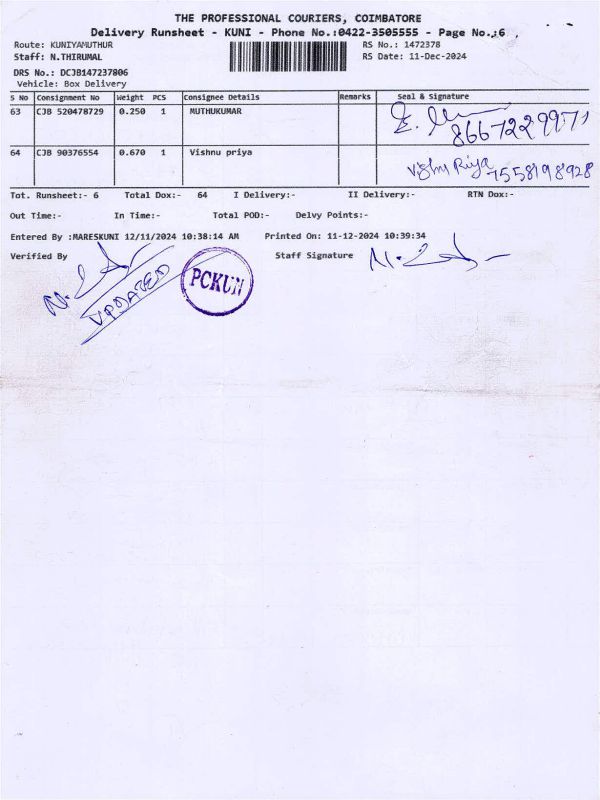 THE PROFESSIONAL COURIERS, COIMBATORE
Delivery Runsheet - KUNI - Phone No.:0422-3505555 - Page No.:6
Route: KUNIYAMUTHUR RS No.: 1472378
Staff: N.THIRUMAL RS Date: 11-Dec-2024
DRS No.: DCJB147237806
Vehicle: Box Delivery
S No Consignment No Weight PCS Consignee Details Remarks Seal & Signature
63 CJB 520478729 0.250 1 MUTHUKUMAR
8667229971
64 CJB 90376554 0.670 1 Vishnu priya
7558198928
Tot. Runsheet:- 6 Total Dox:- 64 I Delivery:- II Delivery:- RTN Dox:-
Out Time:- In Time:- Total POD:- Delvy Points:-
Entered By :MARESKUNI 12/11/2024 10:38:14 AM Printed On: 11-12-2024 10:39:34
Verified By Staff Signature
UPDATED
PCKUN